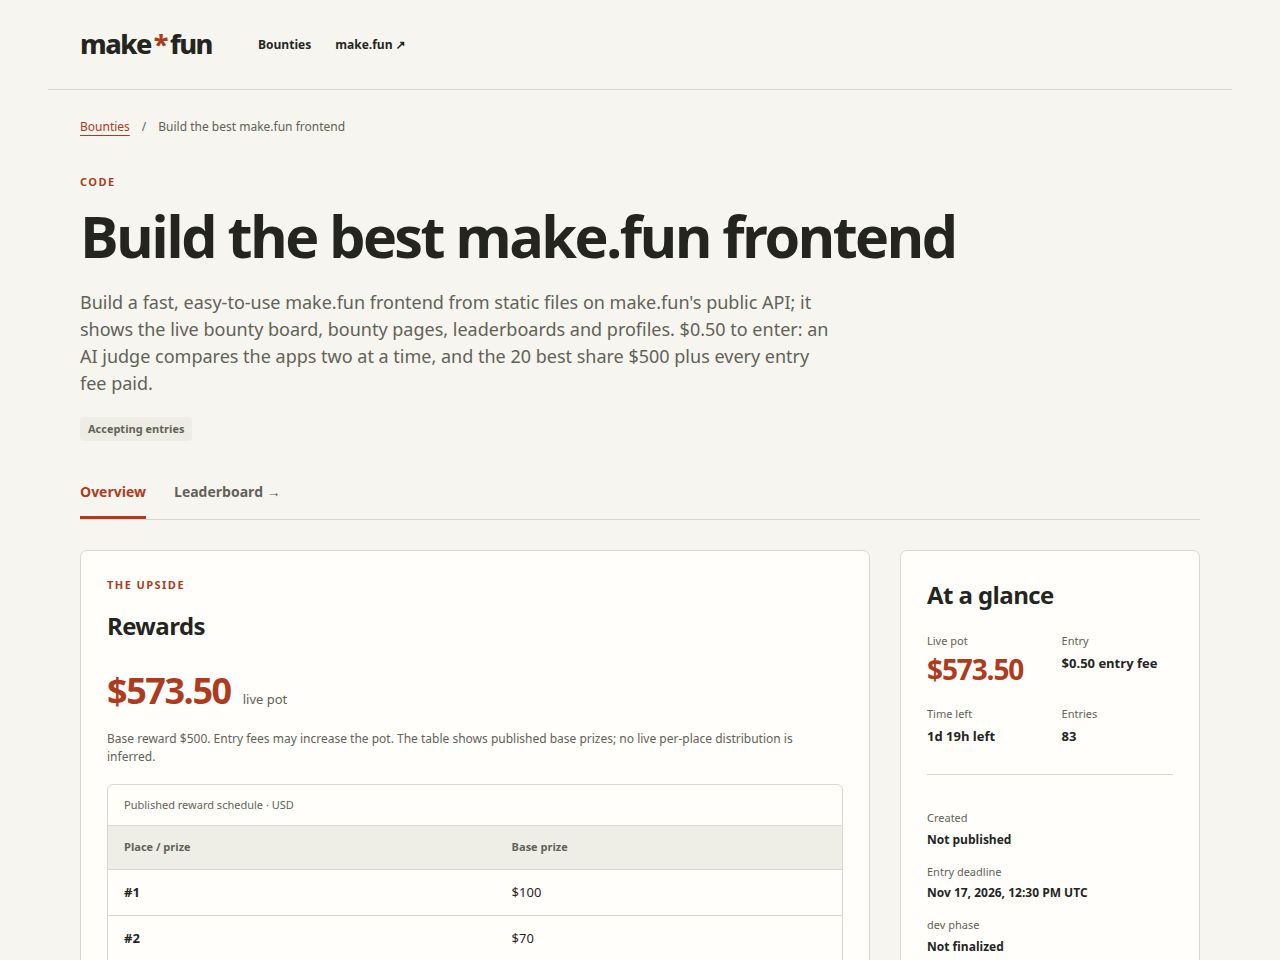 make*fun
Bounties
make.fun ↗
Bounties / Build the best make.fun frontend
CODE
Build the best make.fun frontend
Build a fast, easy-to-use make.fun frontend from static files on make.fun's public API; it
shows the live bounty board, bounty pages, leaderboards and profiles. $0.50 to enter: an
AI judge compares the apps two at a time, and the 20 best share $500 plus every entry
fee paid.
Accepting entries
Overview
Leaderboard →
THE UPSIDE
Rewards
$573.50 live pot
Base reward $500. Entry fees may increase the pot. The table shows published base prizes; no live per-place distribution is
inferred.
Published reward schedule · USD
Place / prize Base prize
#1 $100
#2 $70
At a glance
Live pot
$573.50
Entry
$0.50 entry fee
Time left
1d 19h left
Entries
83
Created
Not published
Entry deadline
Nov 17, 2026, 12:30 PM UTC
dev phase
Not finalized